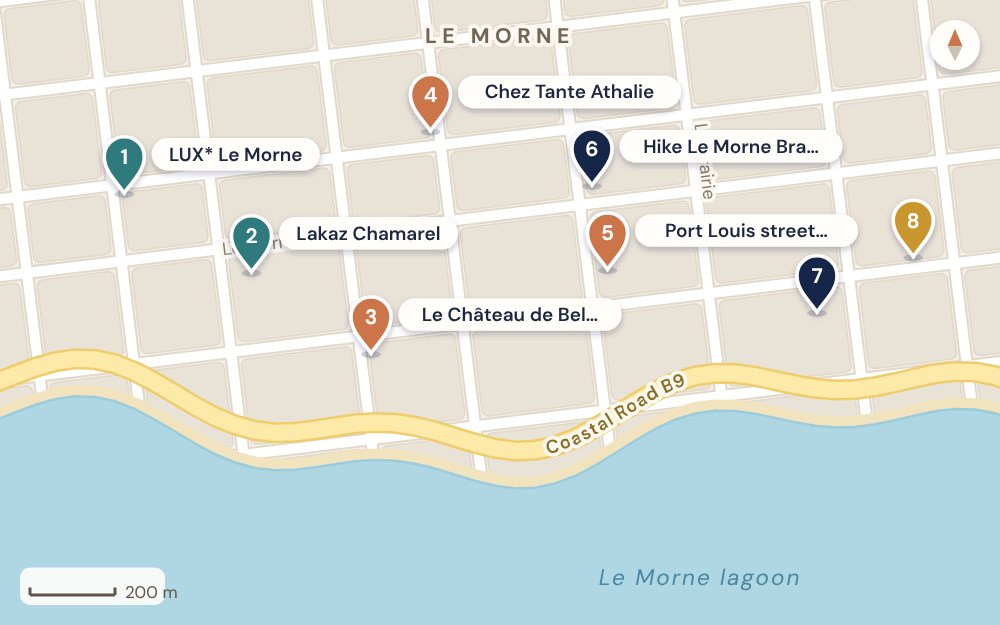 LE MORNE
4
Chez Tante Athalie
6
Hike Le Morne Bra...
1
LUX* Le Morne
8
5
Port Louis street...
2
Lakaz Chamarel
7
3
Le Château de Bel...
Coastal Road B9
Le Morne lagoon
200 m